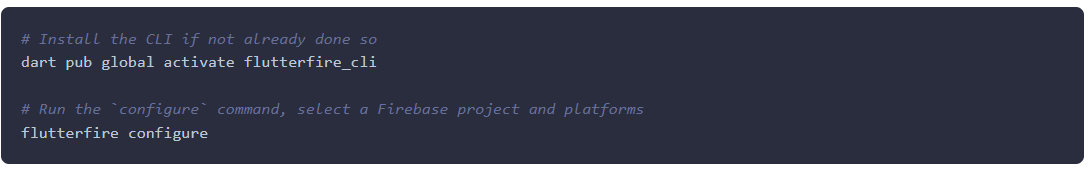 # Install the CLI if not already done so
dart pub global activate flutterfire_cli
# Run the `configure` command, select a Firebase project and platforms
flutterfire configure